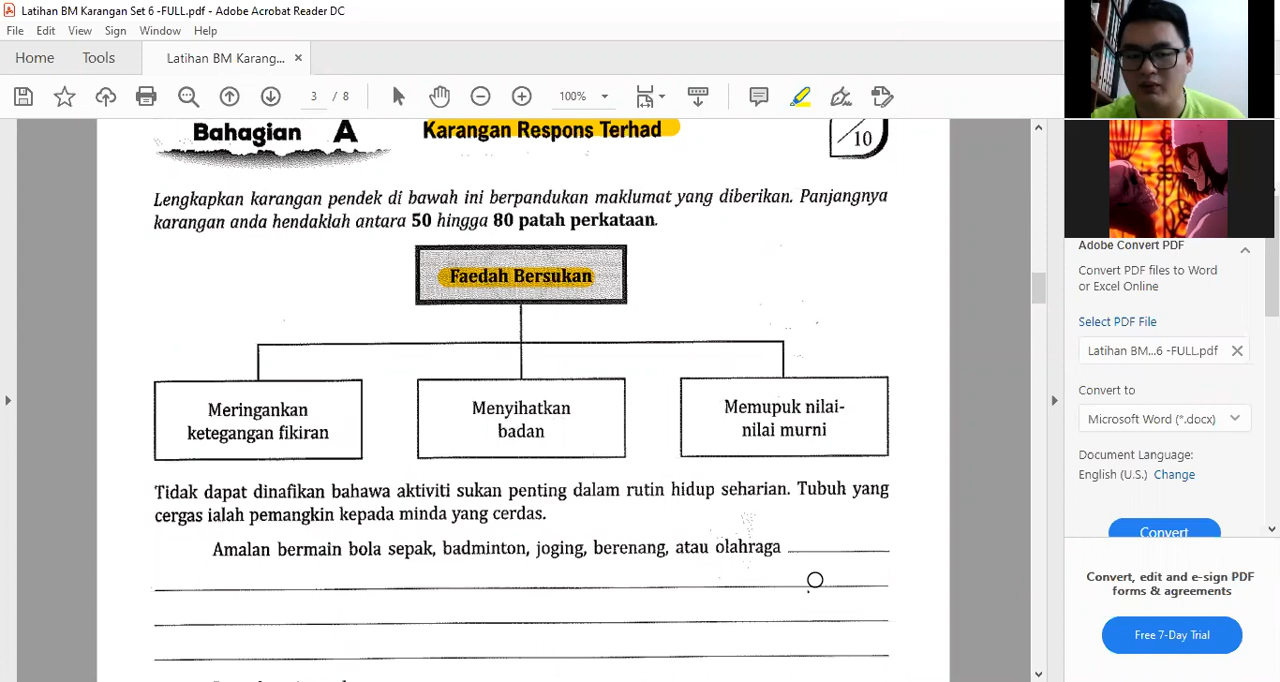 Latihan BM Karangan Set 6 -FULL.pdf - Adobe Acrobat Reader DC
File Edit View Sign Window Help
Home Tools Latihan BM Karang... ×
3 / 8 100%
Bahagian A Karangan Respons Terhad /10
Lengkapkan karangan pendek di bawah ini berpandukan maklumat yang diberikan. Panjangnya
karangan anda hendaklah antara 50 hingga 80 patah perkataan.
Faedah Bersukan
Meringankan
ketegangan fikiran
Menyihatkan
badan
Memupuk nilai-
nilai murni
Tidak dapat dinafikan bahawa aktiviti sukan penting dalam rutin hidup seharian. Tubuh yang
cergas ialah pemangkin kepada minda yang cerdas.
Amalan bermain bola sepak, badminton, joging, berenang, atau olahraga
Adobe Convert PDF
Convert PDF files to Word
or Excel Online
Select PDF File
Latihan BM...6 -FULL.pdf
Convert to
Microsoft Word (*.docx)
Document Language:
English (U.S.) Change
Convert
Convert, edit and e-sign PDF
forms & agreements
Free 7-Day Trial